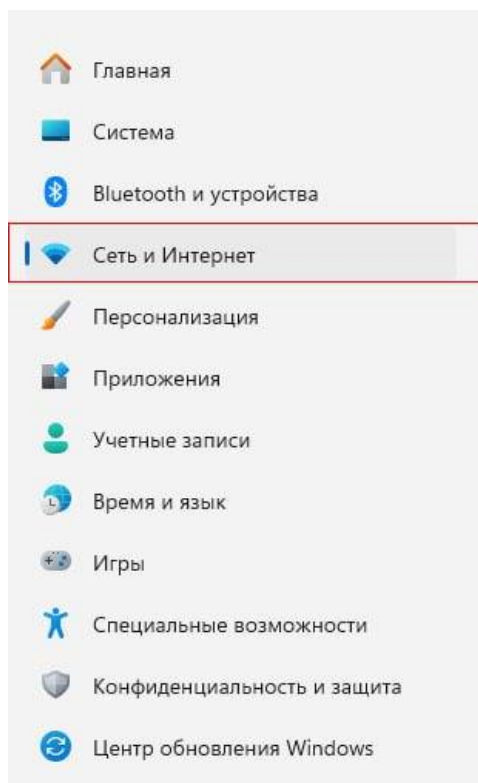 Главная
Система
Bluetooth и устройства
Сеть и Интернет
Персонализация
Приложения
Учетные записи
Время и язык
Игры
Специальные возможности
Конфиденциальность и защита
Центр обновления Windows